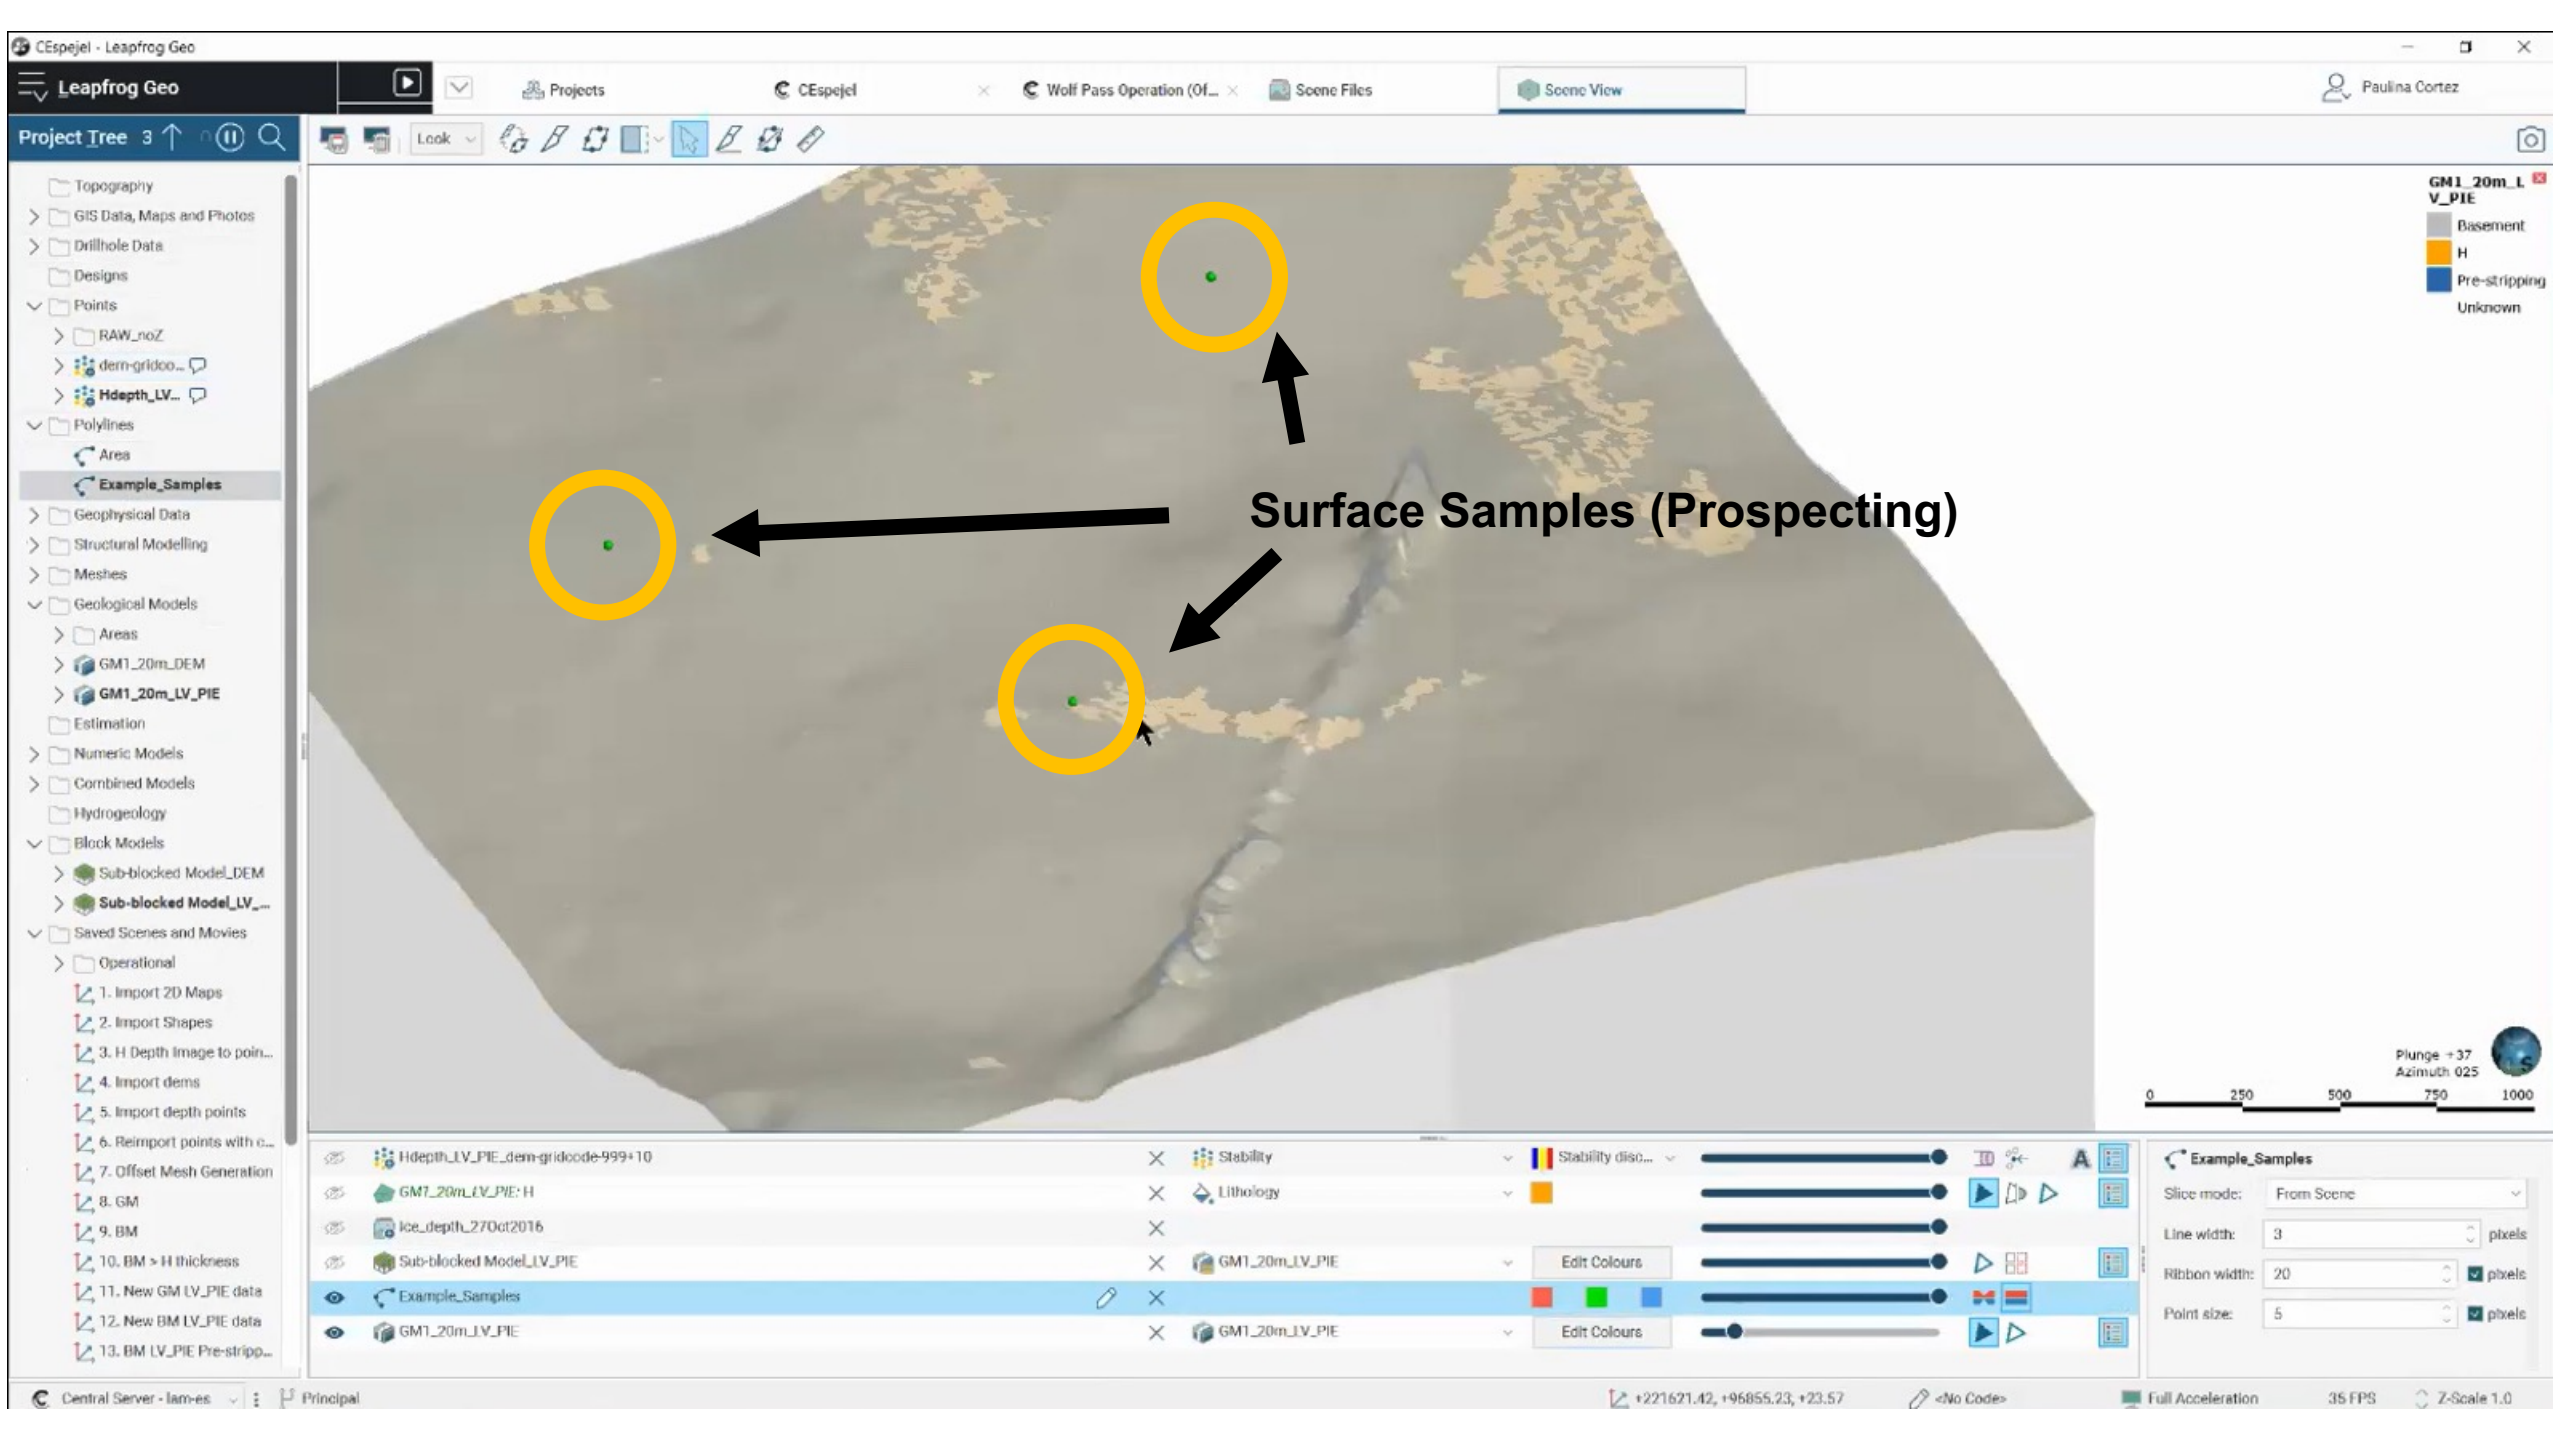 CEspejel - Leapfrog Geo
Leapfrog Geo
Projects
CEspejel
Wolf Pass Operation (Of...
Scene Files
Scene View
Paulina Cortez
Project Tree 3
Look
Topography
GIS Data, Maps and Photos
Drillhole Data
Designs
Points
RAW_noZ
dem-gridco...
Hdepth_LV...
Polylines
Area
Example_Samples
Geophysical Data
Structural Modelling
Meshes
Geological Models
Areas
GM1_20m_DEM
GM1_20m_LV_PIE
Estimation
Numeric Models
Combined Models
Hydrogeology
Block Models
Sub-blocked Model_DEM
Sub-blocked Model_LV_...
Saved Scenes and Movies
Operational
1. Import 2D Maps
2. Import Shapes
3. H Depth Image to poin...
4. Import dems
5. Import depth points
6. Reimport points with c...
7. Offset Mesh Generation
8. GM
9. BM
10. BM > H thickness
11. New GM LV_PIE data
12. New BM LV_PIE data
13. BM LV_PIE Pre-stripp...
Surface Samples (Prospecting)
GM1_20m_L
V_PIE
Basement
H
Pre-stripping
Unknown
Plunge +37
Azimuth 025
0 250 500 750 1000
Hdepth_LV_PIE_dem-gridcode-999+10 Stability Stability disc...
GM1_20m_LV_PIE: H Lithology
Ice_depth_27Oct2016
Sub-blocked Model_LV_PIE GM1_20m_LV_PIE Edit Colours
Example_Samples
GM1_20m_LV_PIE GM1_20m_LV_PIE Edit Colours
Example_Samples
Slice mode: From Scene
Line width: 3 pixels
Ribbon width: 20 pixels
Point size: 5 pixels
Central Server - lam-es Principal
+221621.42, +96855.23, +23.57 <No Code> Full Acceleration 35 FPS Z-Scale 1.0